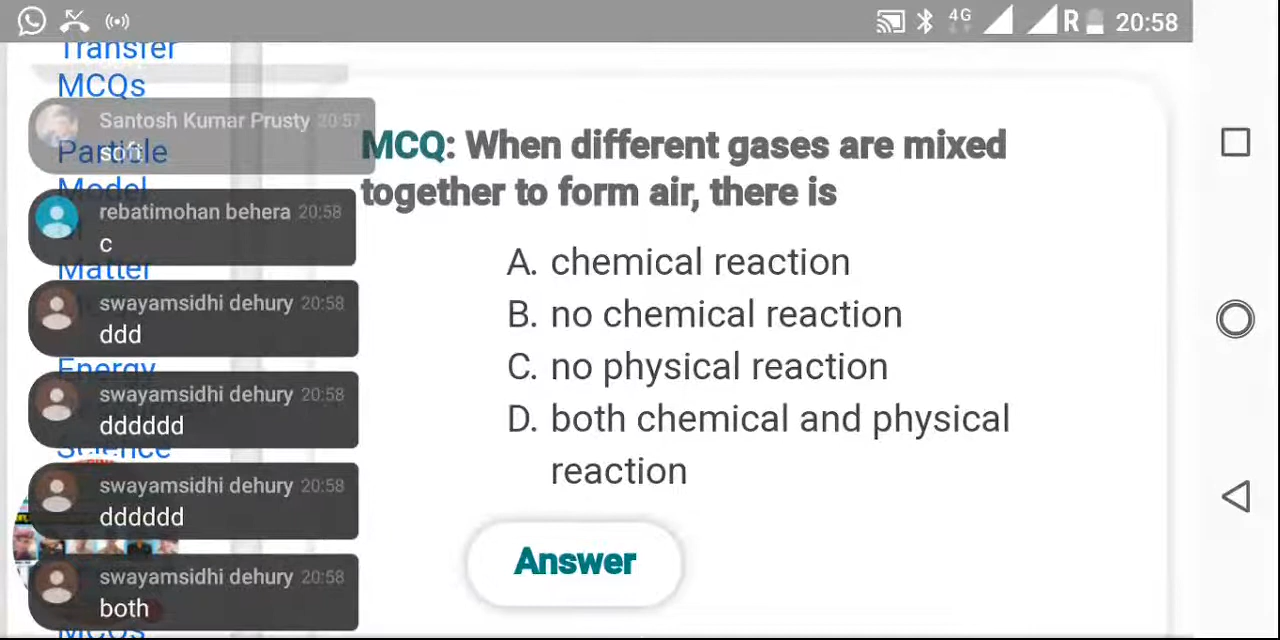 4G
R
20:58
Transfer
MCQs
Santosh Kumar Prusty 20:57
soft
Particle
Model
rebatimohan behera 20:58
c
Matter
swayamsidhi dehury 20:58
ddd
Energy
swayamsidhi dehury 20:58
dddddd
Science
swayamsidhi dehury 20:58
dddddd
swayamsidhi dehury 20:58
both
MCQs
MCQ: When different gases are mixed
together to form air, there is
A. chemical reaction
B. no chemical reaction
C. no physical reaction
D. both chemical and physical
reaction
Answer